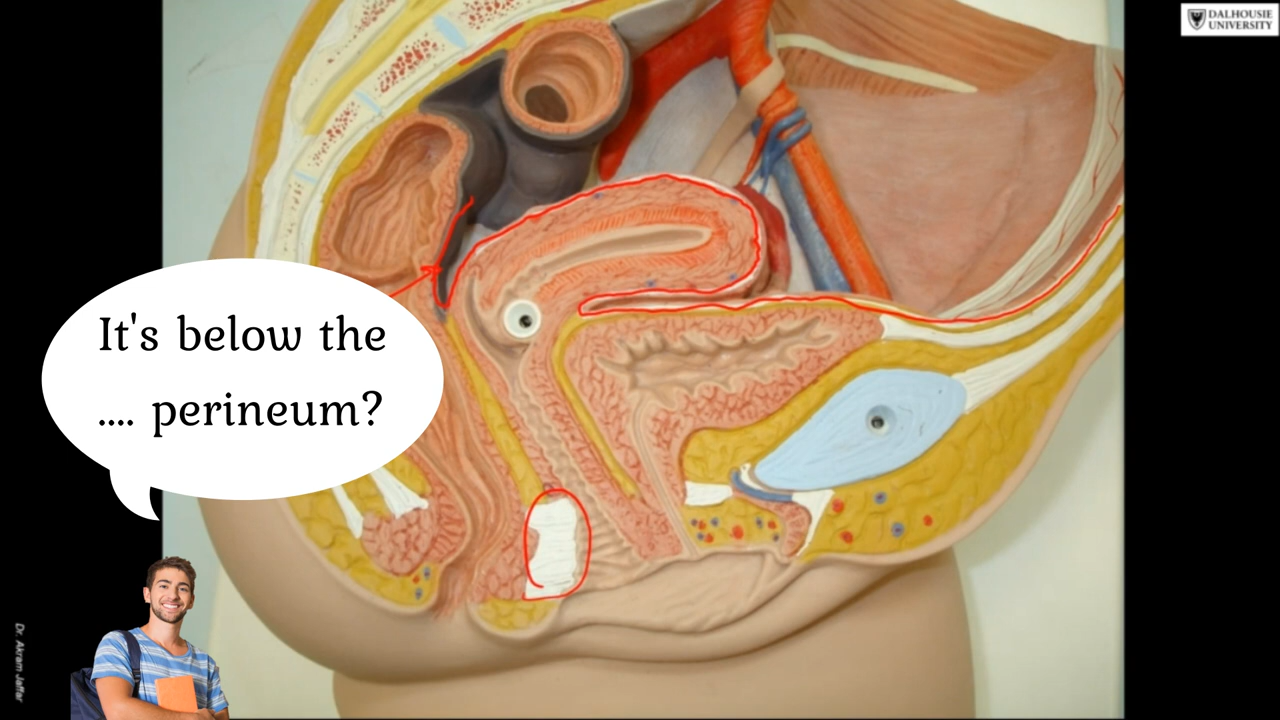 DALHOUSIE
UNIVERSITY
It's below the
.... perineum?
Dr. Akram Jaffar